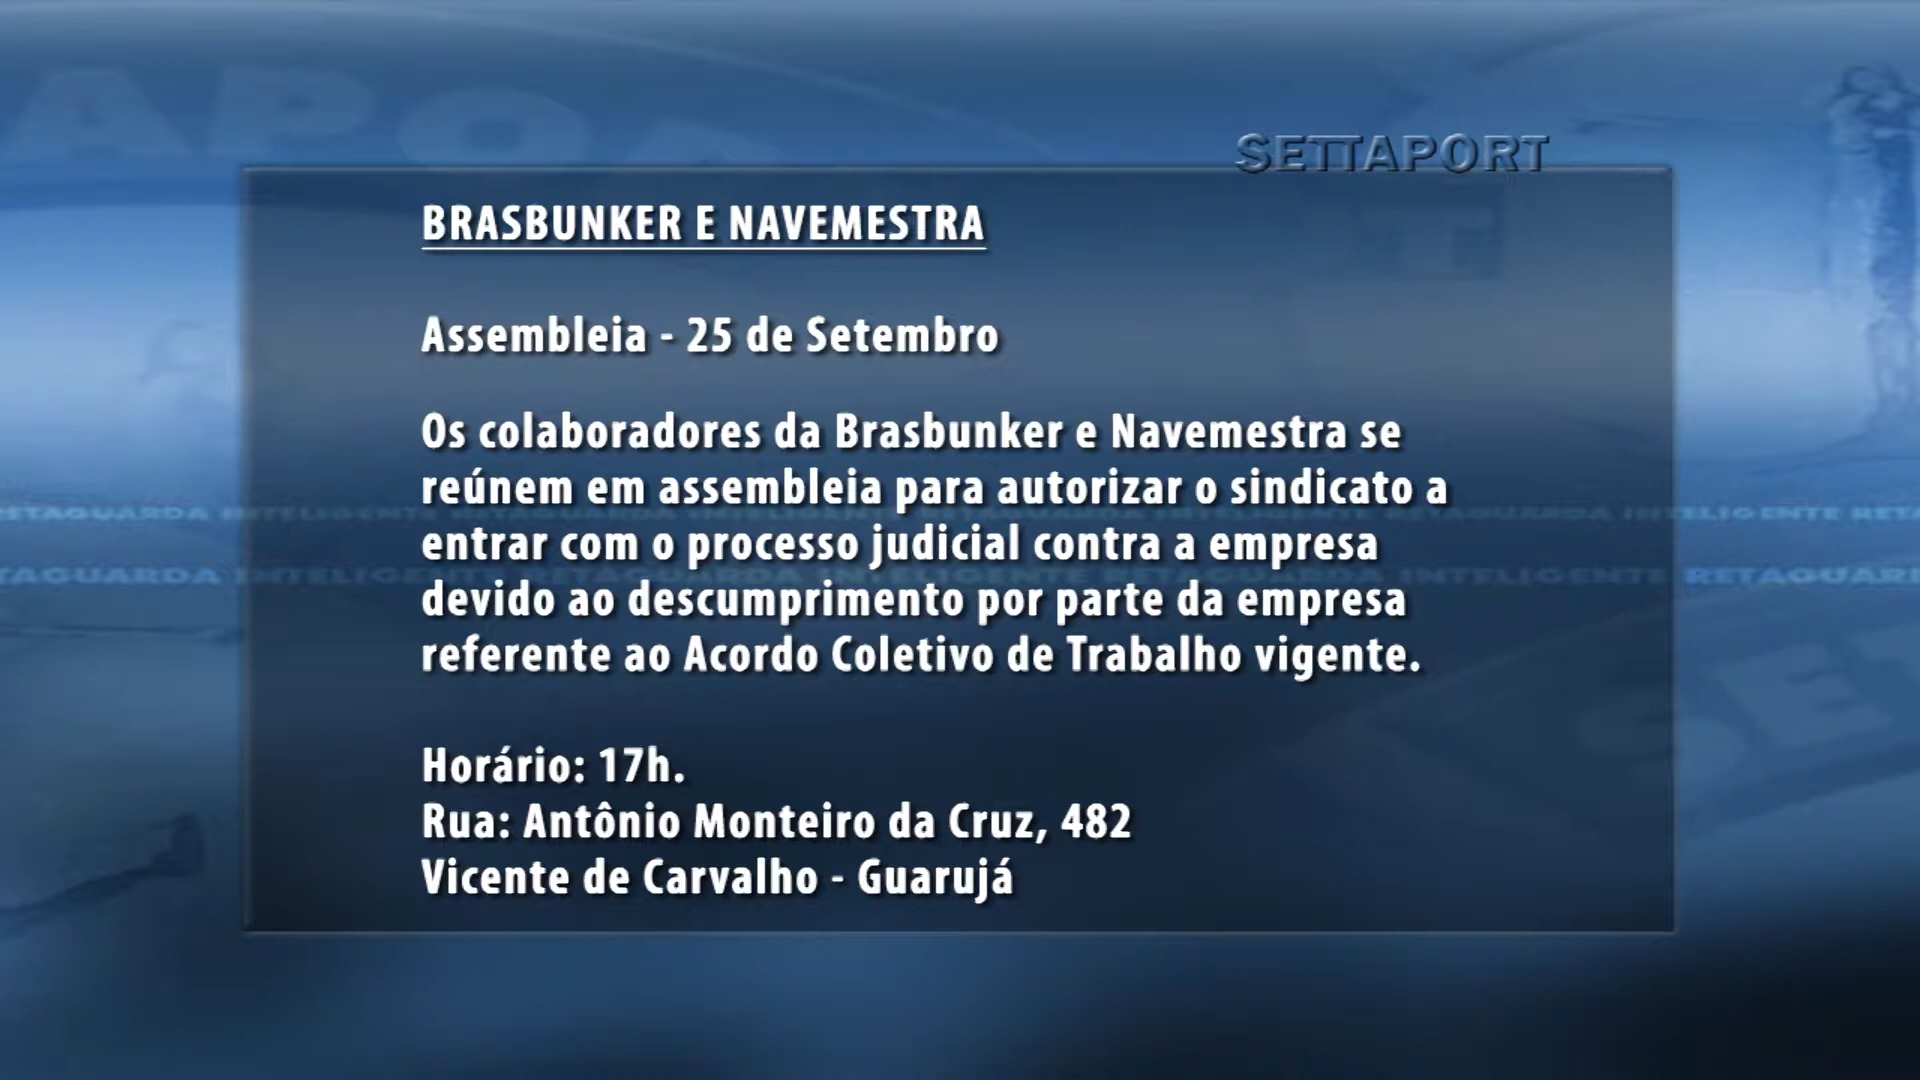 SETTAPORT
BRASBUNKER E NAVEMESTRA
Assembleia - 25 de Setembro
Os colaboradores da Brasbunker e Navemestra se
reúnem em assembleia para autorizar o sindicato a
entrar com o processo judicial contra a empresa
devido ao descumprimento por parte da empresa
referente ao Acordo Coletivo de Trabalho vigente.
Horário: 17h.
Rua: Antônio Monteiro da Cruz, 482
Vicente de Carvalho - Guarujá